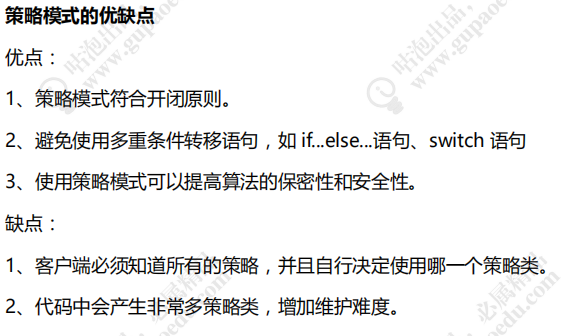 策略模式的优缺点
优点：
1、策略模式符合开闭原则。
2、避免使用多重条件转移语句，如 if...else...语句、switch 语句
3、使用策略模式可以提高算法的保密性和安全性。
缺点：
1、客户端必须知道所有的策略，并且自行决定使用哪一个策略类。
2、代码中会产生非常多策略类，增加维护难度。